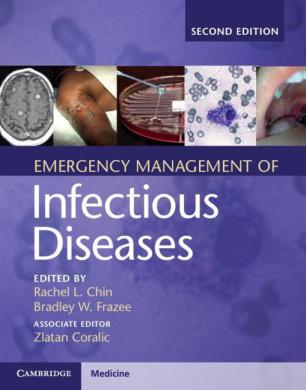 SECOND EDITION
EMERGENCY MANAGEMENT OF
Infectious
Diseases
EDITED BY
Rachel L. Chin
Bradley W. Frazee
ASSOCIATE EDITOR
Zlatan Coralic
CAMBRIDGE Medicine